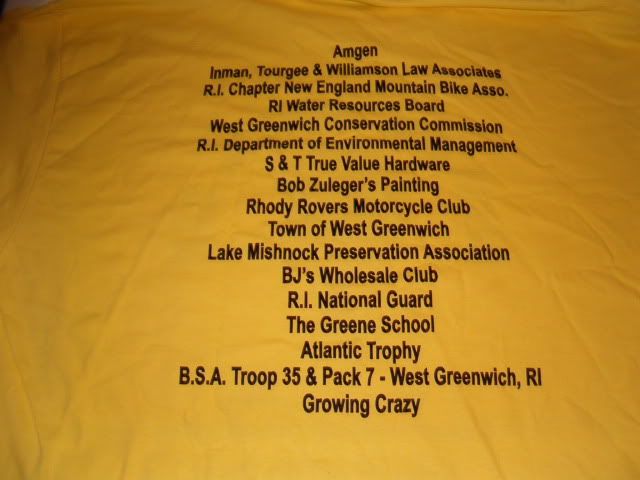 Amgen
Inman, Tourgee & Williamson Law Associates
R.I. Chapter New England Mountain Bike Asso.
RI Water Resources Board
West Greenwich Conservation Commission
R.I. Department of Environmental Management
S & T True Value Hardware
Bob Zuleger's Painting
Rhody Rovers Motorcycle Club
Town of West Greenwich
Lake Mishnock Preservation Association
BJ's Wholesale Club
R.I. National Guard
The Greene School
Atlantic Trophy
B.S.A. Troop 35 & Pack 7 - West Greenwich, RI
Growing Crazy